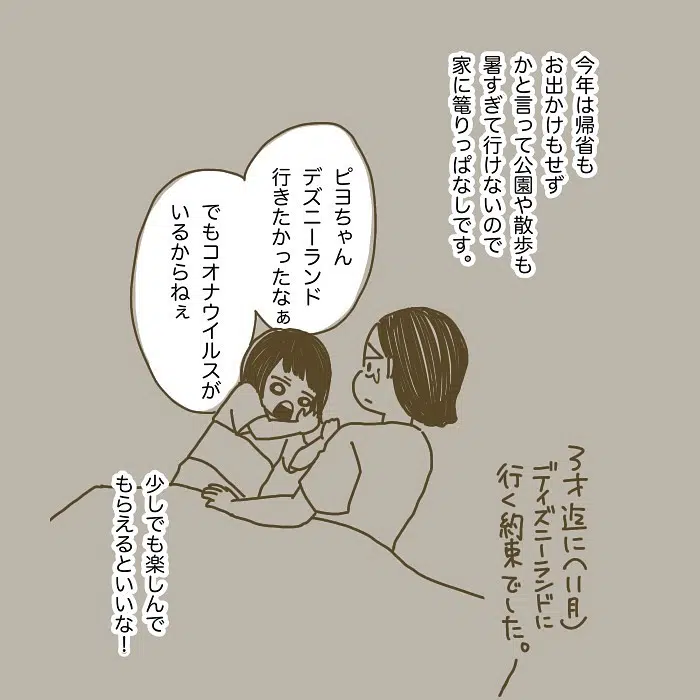 今年は帰省も
お出かけもせず
かと言って公園や散歩も
暑すぎて行けないので
家に篭りっぱなしです。
ピヨちゃん
デズニーランド
行きたかったなぁ
でもコオナウイルスが
いるからねぇ
3才迄に(11月)
ディズニーランドに
行く約束でした。
少しでも楽しんで
もらえるといいな!